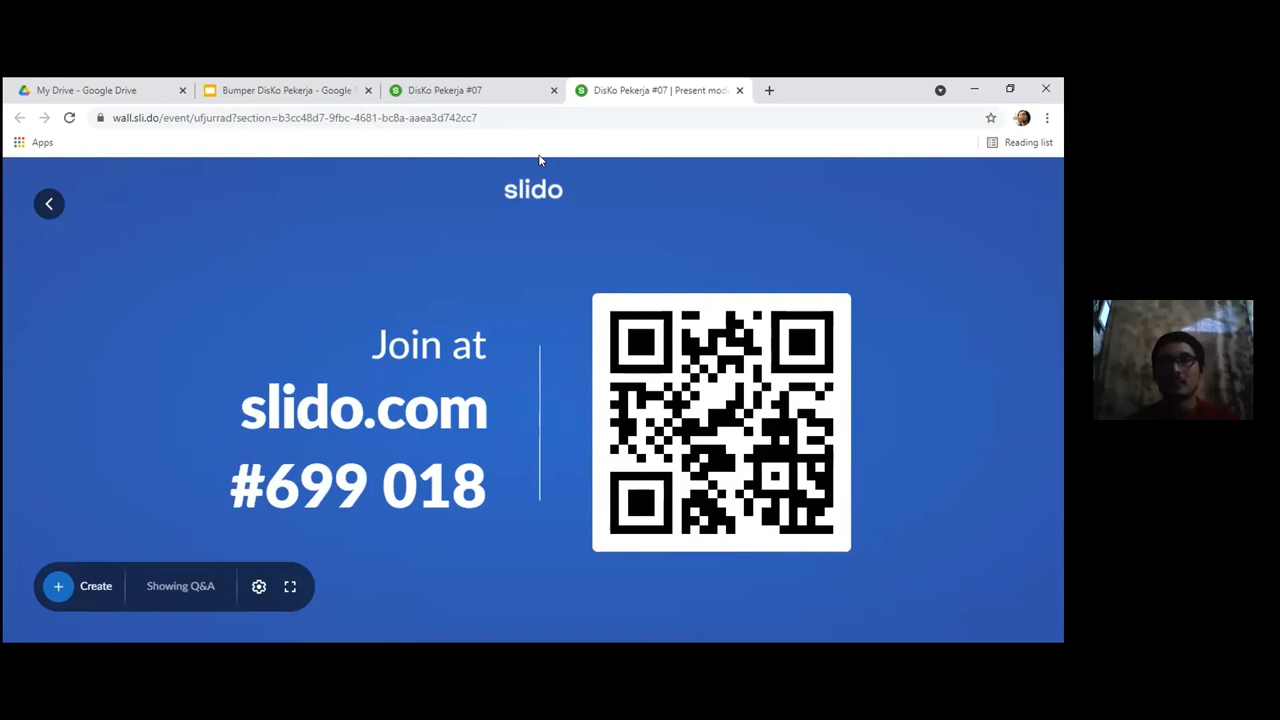 My Drive - Google Drive
Bumper DisKo Pekerja - Google
DisKo Pekerja #07
DisKo Pekerja #07 | Present mod
wall.sli.do/event/ufjurrad?section=b3cc48d7-9fbc-4681-bc8a-aaea3d742cc7
Apps
Reading list
slido
Join at
slido.com
#699 018
Create
Showing Q&A